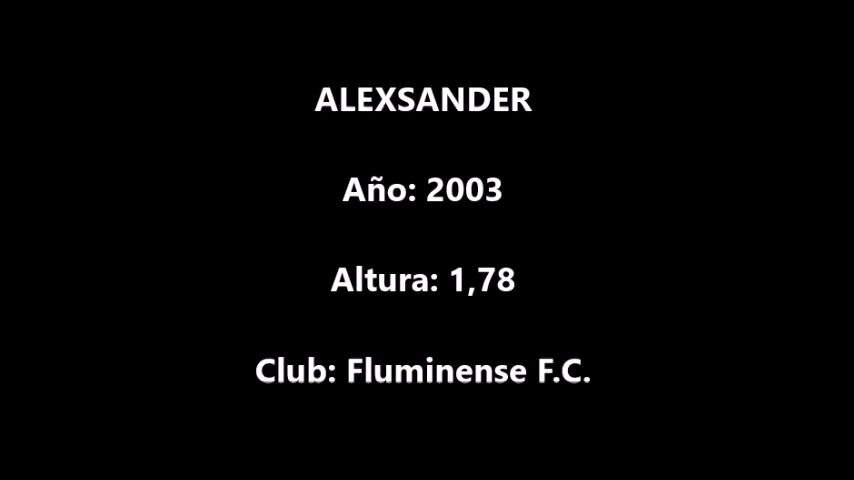 ALEXSANDER
Año: 2003
Altura: 1,78
Club: Fluminense F.C.